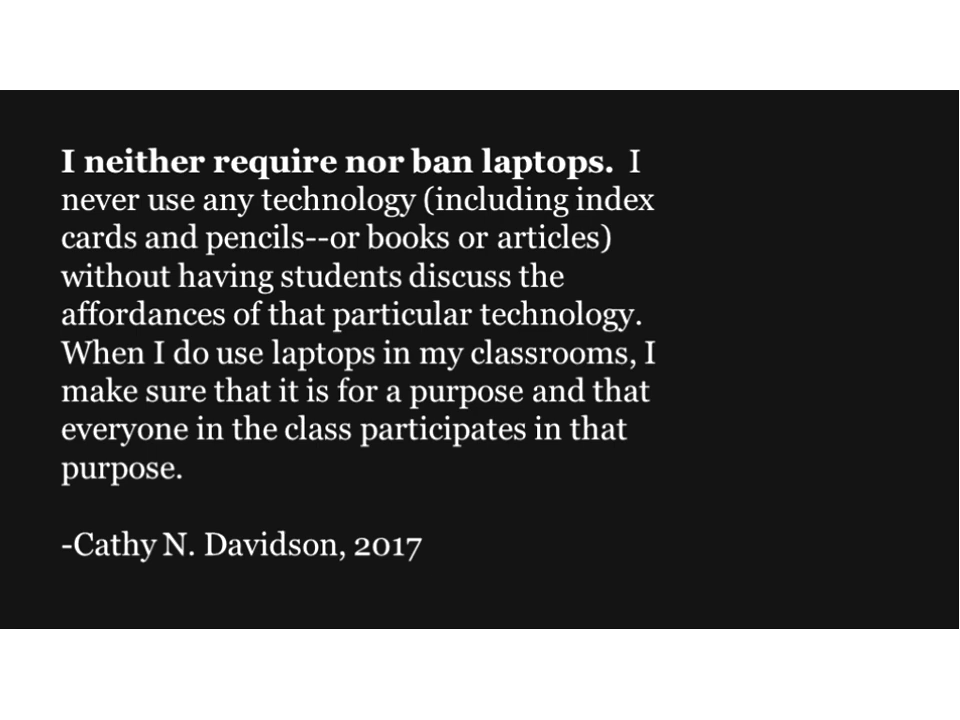 I neither require nor ban laptops.  I
never use any technology (including index
cards and pencils--or books or articles)
without having students discuss the
affordances of that particular technology.
When I do use laptops in my classrooms, I
make sure that it is for a purpose and that
everyone in the class participates in that
purpose.
-Cathy N. Davidson, 2017